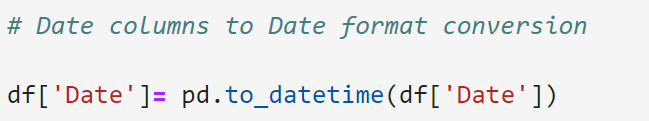 # Date columns to Date format conversion
df['Date']= pd.to_datetime(df['Date'])